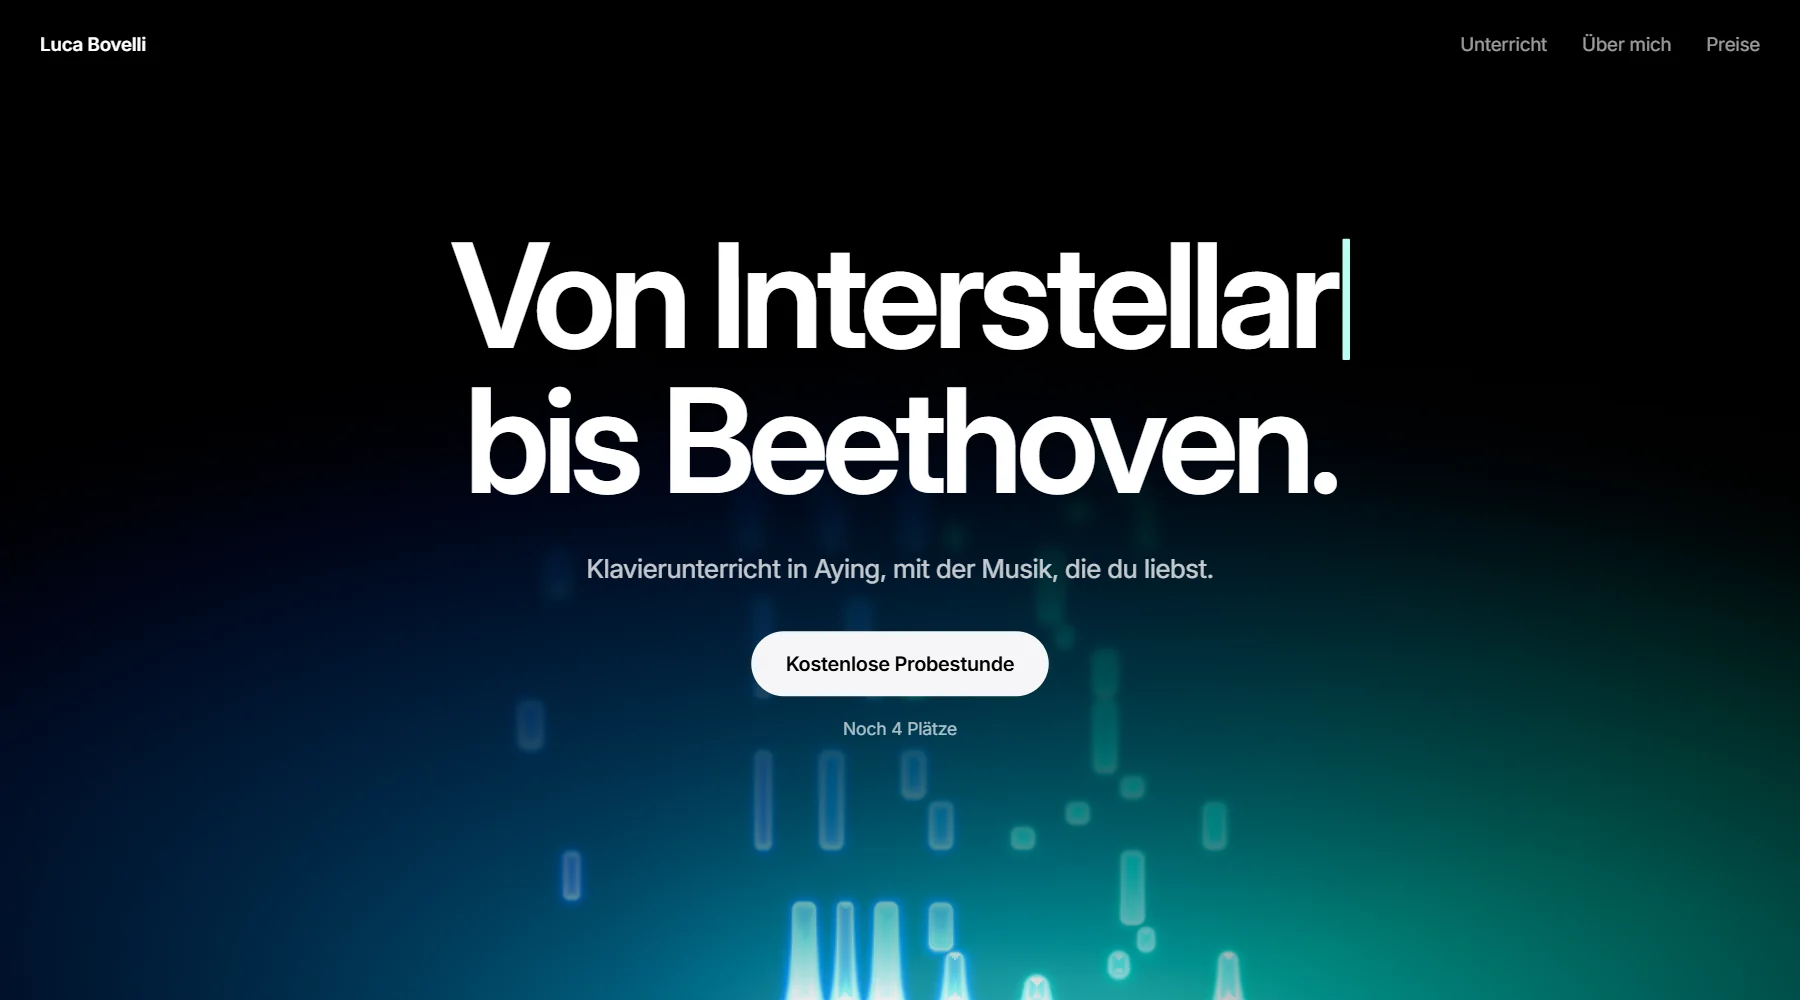 Luca Bovelli
Unterricht
Über mich
Preise
Von Interstellar
bis Beethoven.
Klavierunterricht in Aying, mit der Musik, die du liebst.
Kostenlose Probestunde
Noch 4 Plätze